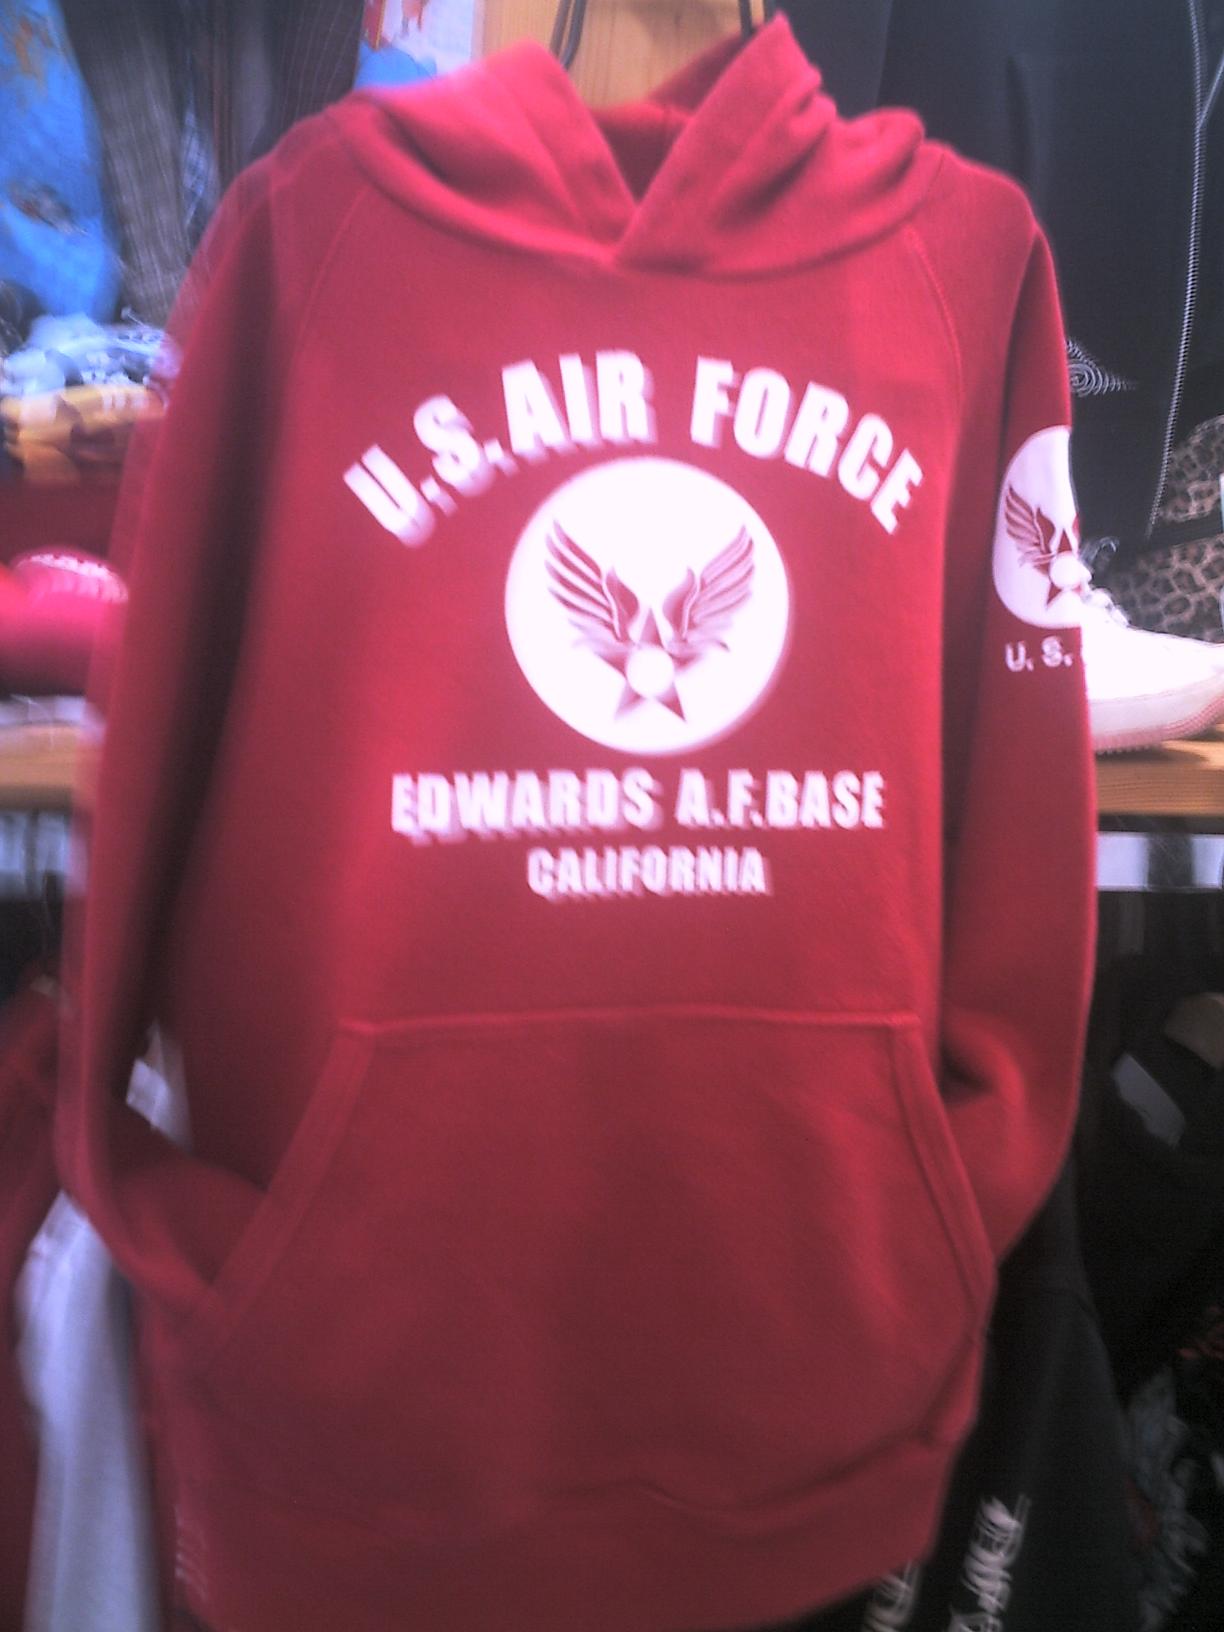 U.S.AIR FORCE
EDWARDS A.F.BASE
CALIFORNIA
U. S.